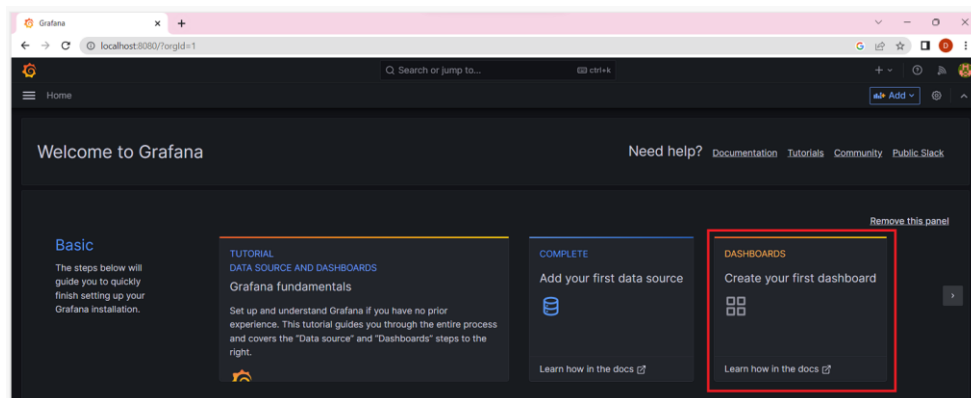 Grafana
localhost:8080/?orgId=1
Search or jump to...
ctrl+k
Home
Add
Welcome to Grafana
Need help?
Documentation
Tutorials
Community
Public Slack
Remove this panel
Basic
The steps below will
guide you to quickly
finish setting up your
Grafana installation.
TUTORIAL
DATA SOURCE AND DASHBOARDS
Grafana fundamentals
Set up and understand Grafana if you have no prior
experience. This tutorial guides you through the entire process
and covers the "Data source" and "Dashboards" steps to the
right.
COMPLETE
Add your first data source
Learn how in the docs
DASHBOARDS
Create your first dashboard
Learn how in the docs